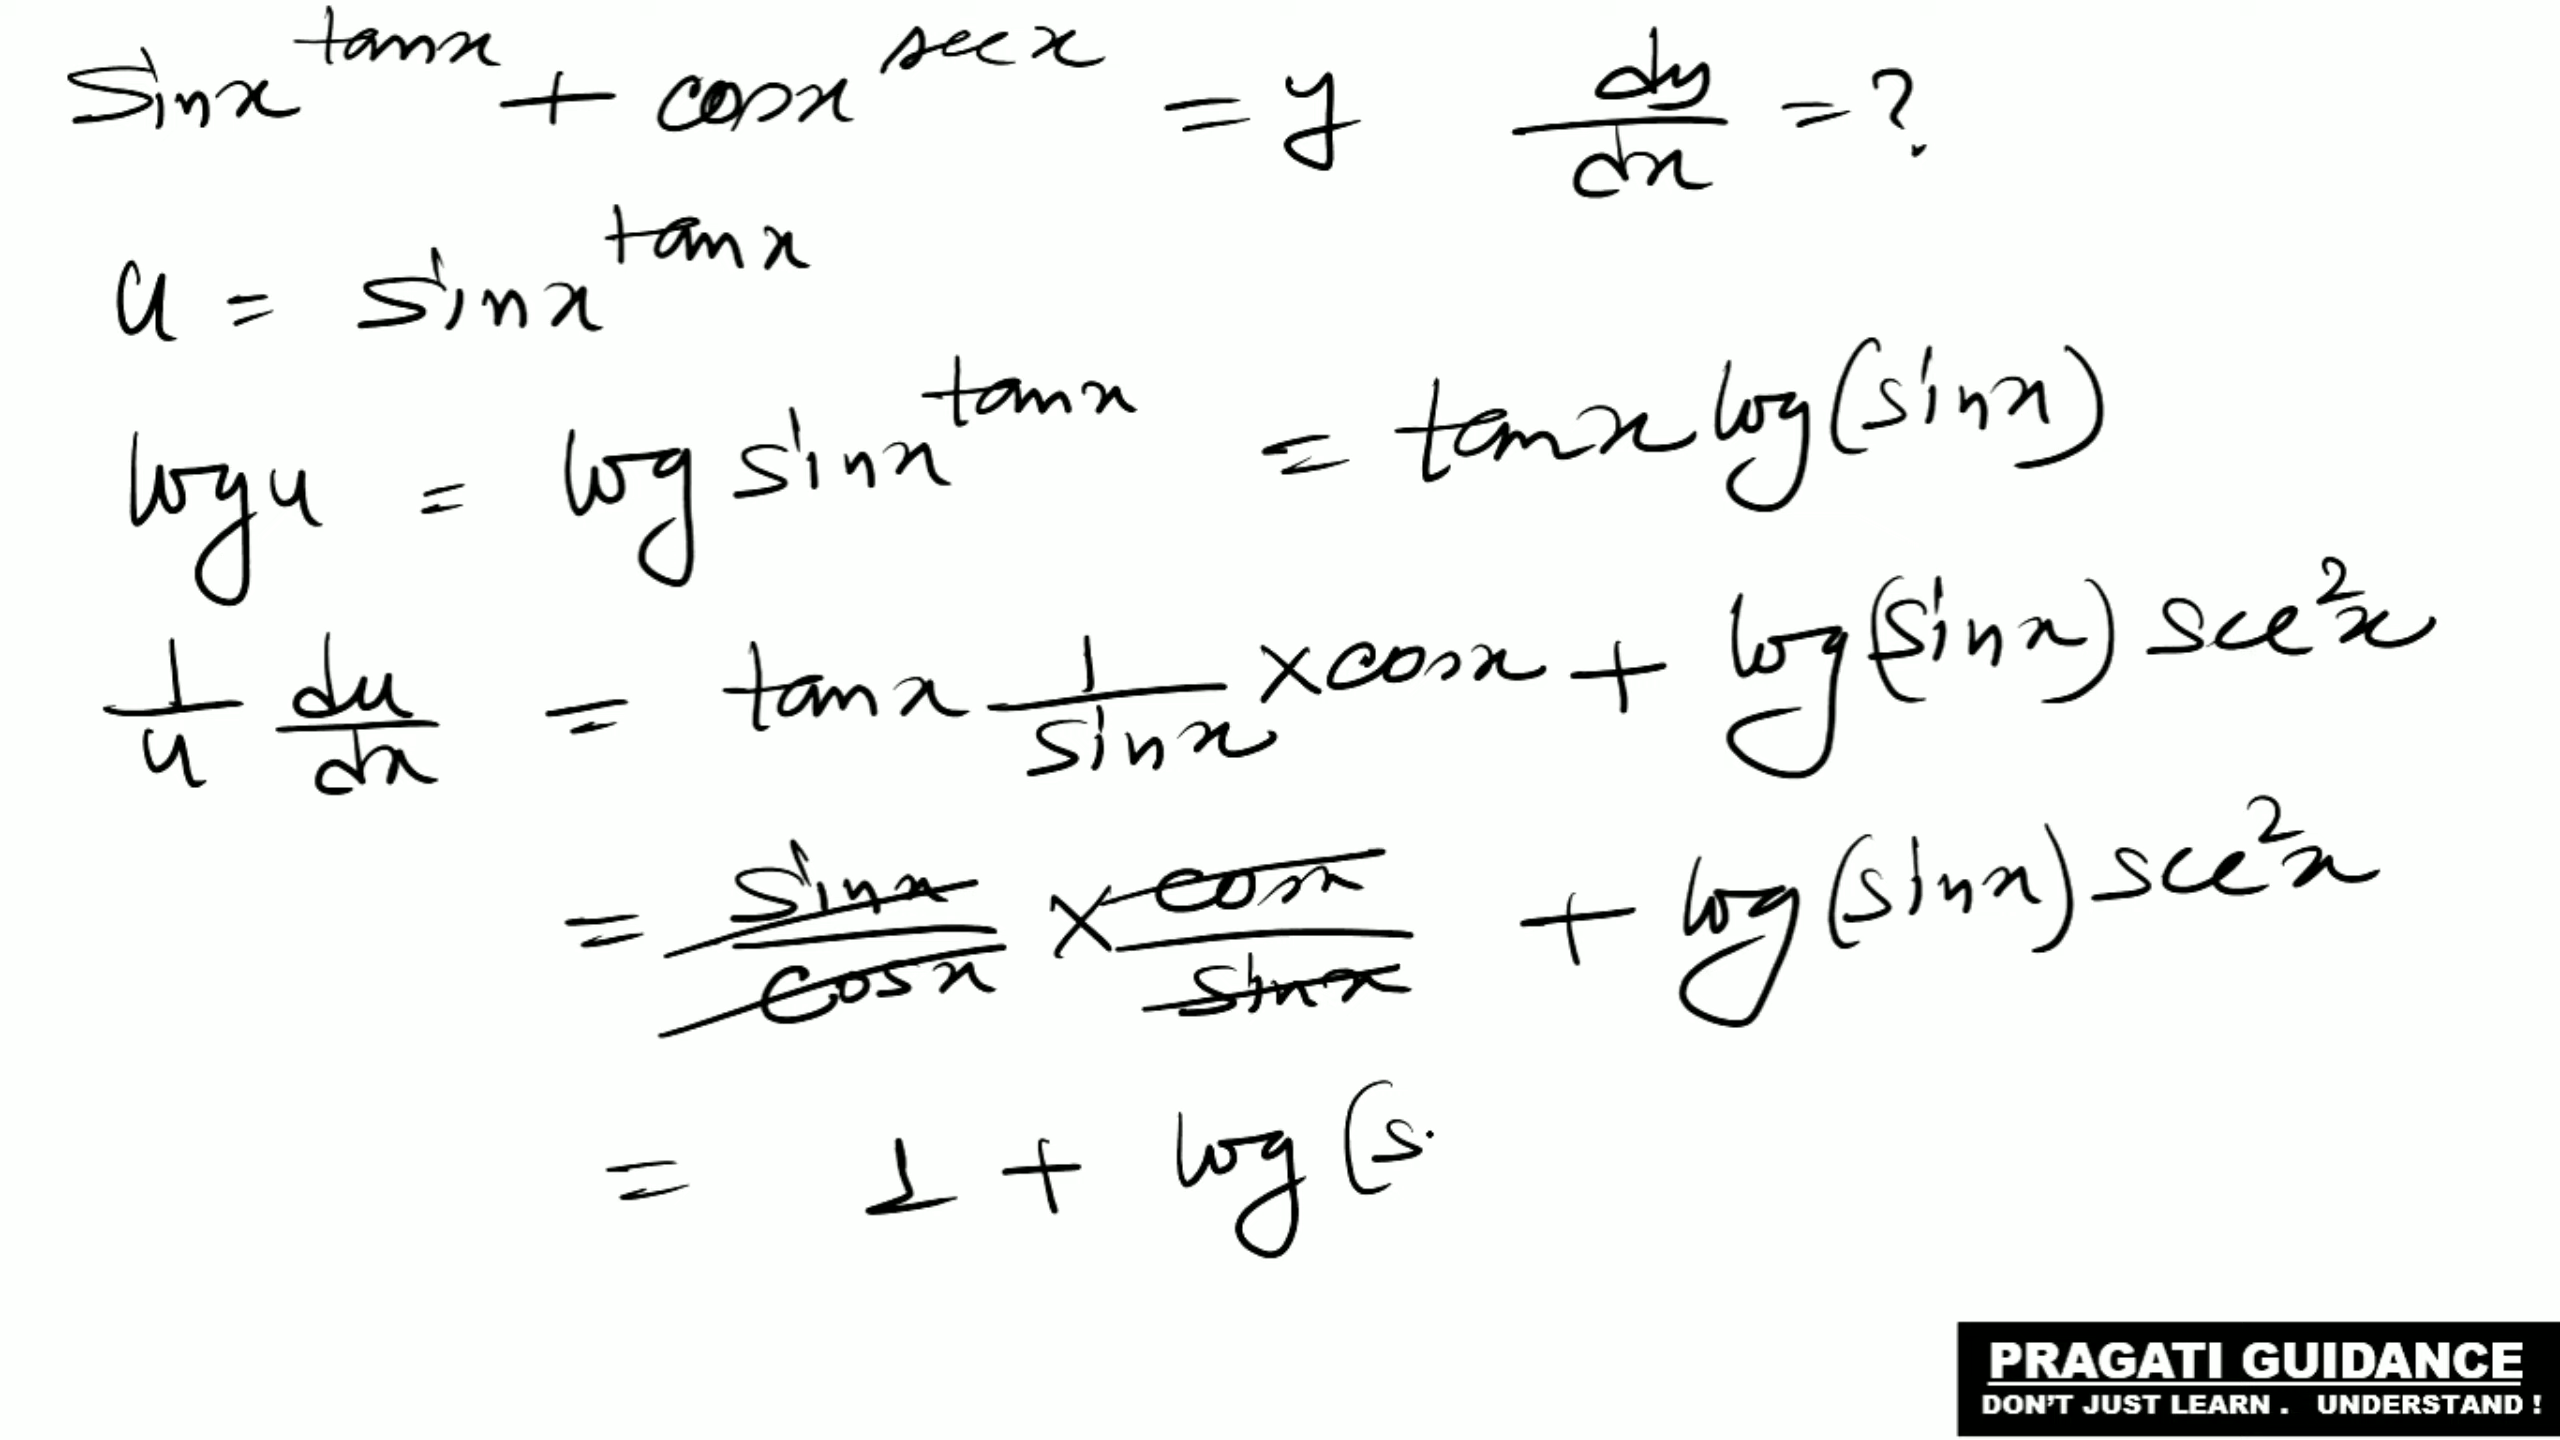 sinx^tanx + cosx^secx = y dy/dx = ?
u = sinx^tanx
log u = log sinx^tanx = tanx log(sinx)
1/u du/dx = tanx 1/sinx × cosx + log(sinx) sec²x
= sinx/cosx × cosx/sinx + log(sinx) sec²x
= 1 + log (s.
PRAGATI GUIDANCE
DON'T JUST LEARN . UNDERSTAND !